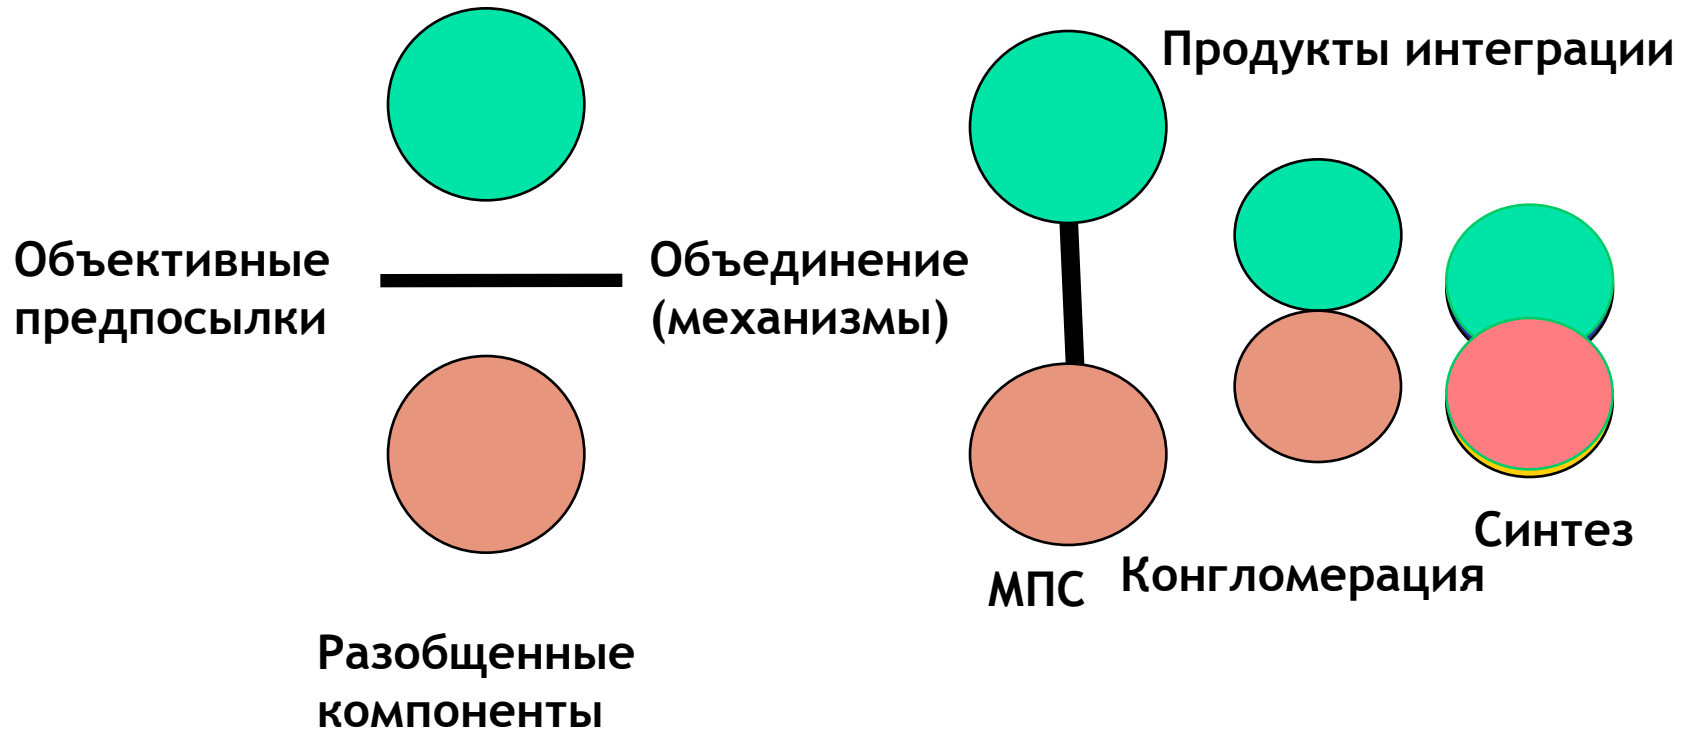 Продукты интеграции
Объективные
предпосылки
Объединение
(механизмы)
Синтез
МПС
Конгломерация
Разобщенные
компоненты